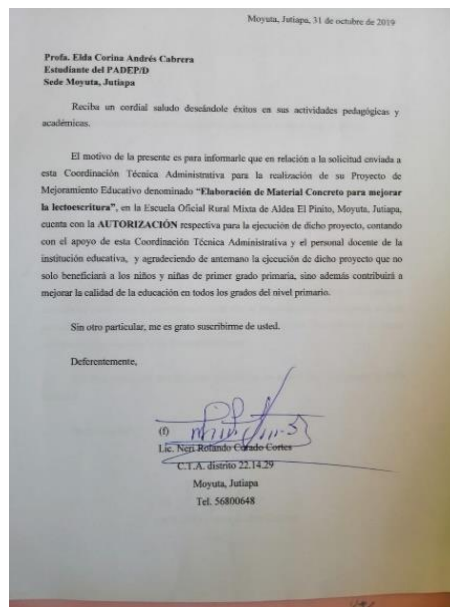 Moyuta, Jutiapa, 31 de octubre de 2019
Profa. Elda Corina Andrés Cabrera
Estudiante del PADEP/D
Sede Moyuta, Jutiapa
Reciba un cordial saludo deseándole éxitos en sus actividades pedagógicas y
académicas.
El motivo de la presente es para informarle que en relación a la solicitud enviada a
esta Coordinación Técnica Administrativa para la realización de su Proyecto de
Mejoramiento Educativo denominado “Elaboración de Material Concreto para mejorar
la lectoescritura”, en la Escuela Oficial Rural Mixta de Aldea El Pinito, Moyuta, Jutiapa,
cuenta con la AUTORIZACIÓN respectiva para la ejecución de dicho proyecto, contando
con el apoyo de esta Coordinación Técnica Administrativa y el personal docente de la
institución educativa, y agradeciendo de antemano la ejecución de dicho proyecto que no
solo beneficiará a los niños y niñas de primer grado primaria, sino además contribuirá a
mejorar la calidad de la educación en todos los grados del nivel primario.
Sin otro particular, me es grato suscribirme de usted.
Deferentemente,
(f)
Lic. Neri Rolando Cortes
C.T.A. distrito 22.14.29
Moyuta, Jutiapa
Tel. 56800648